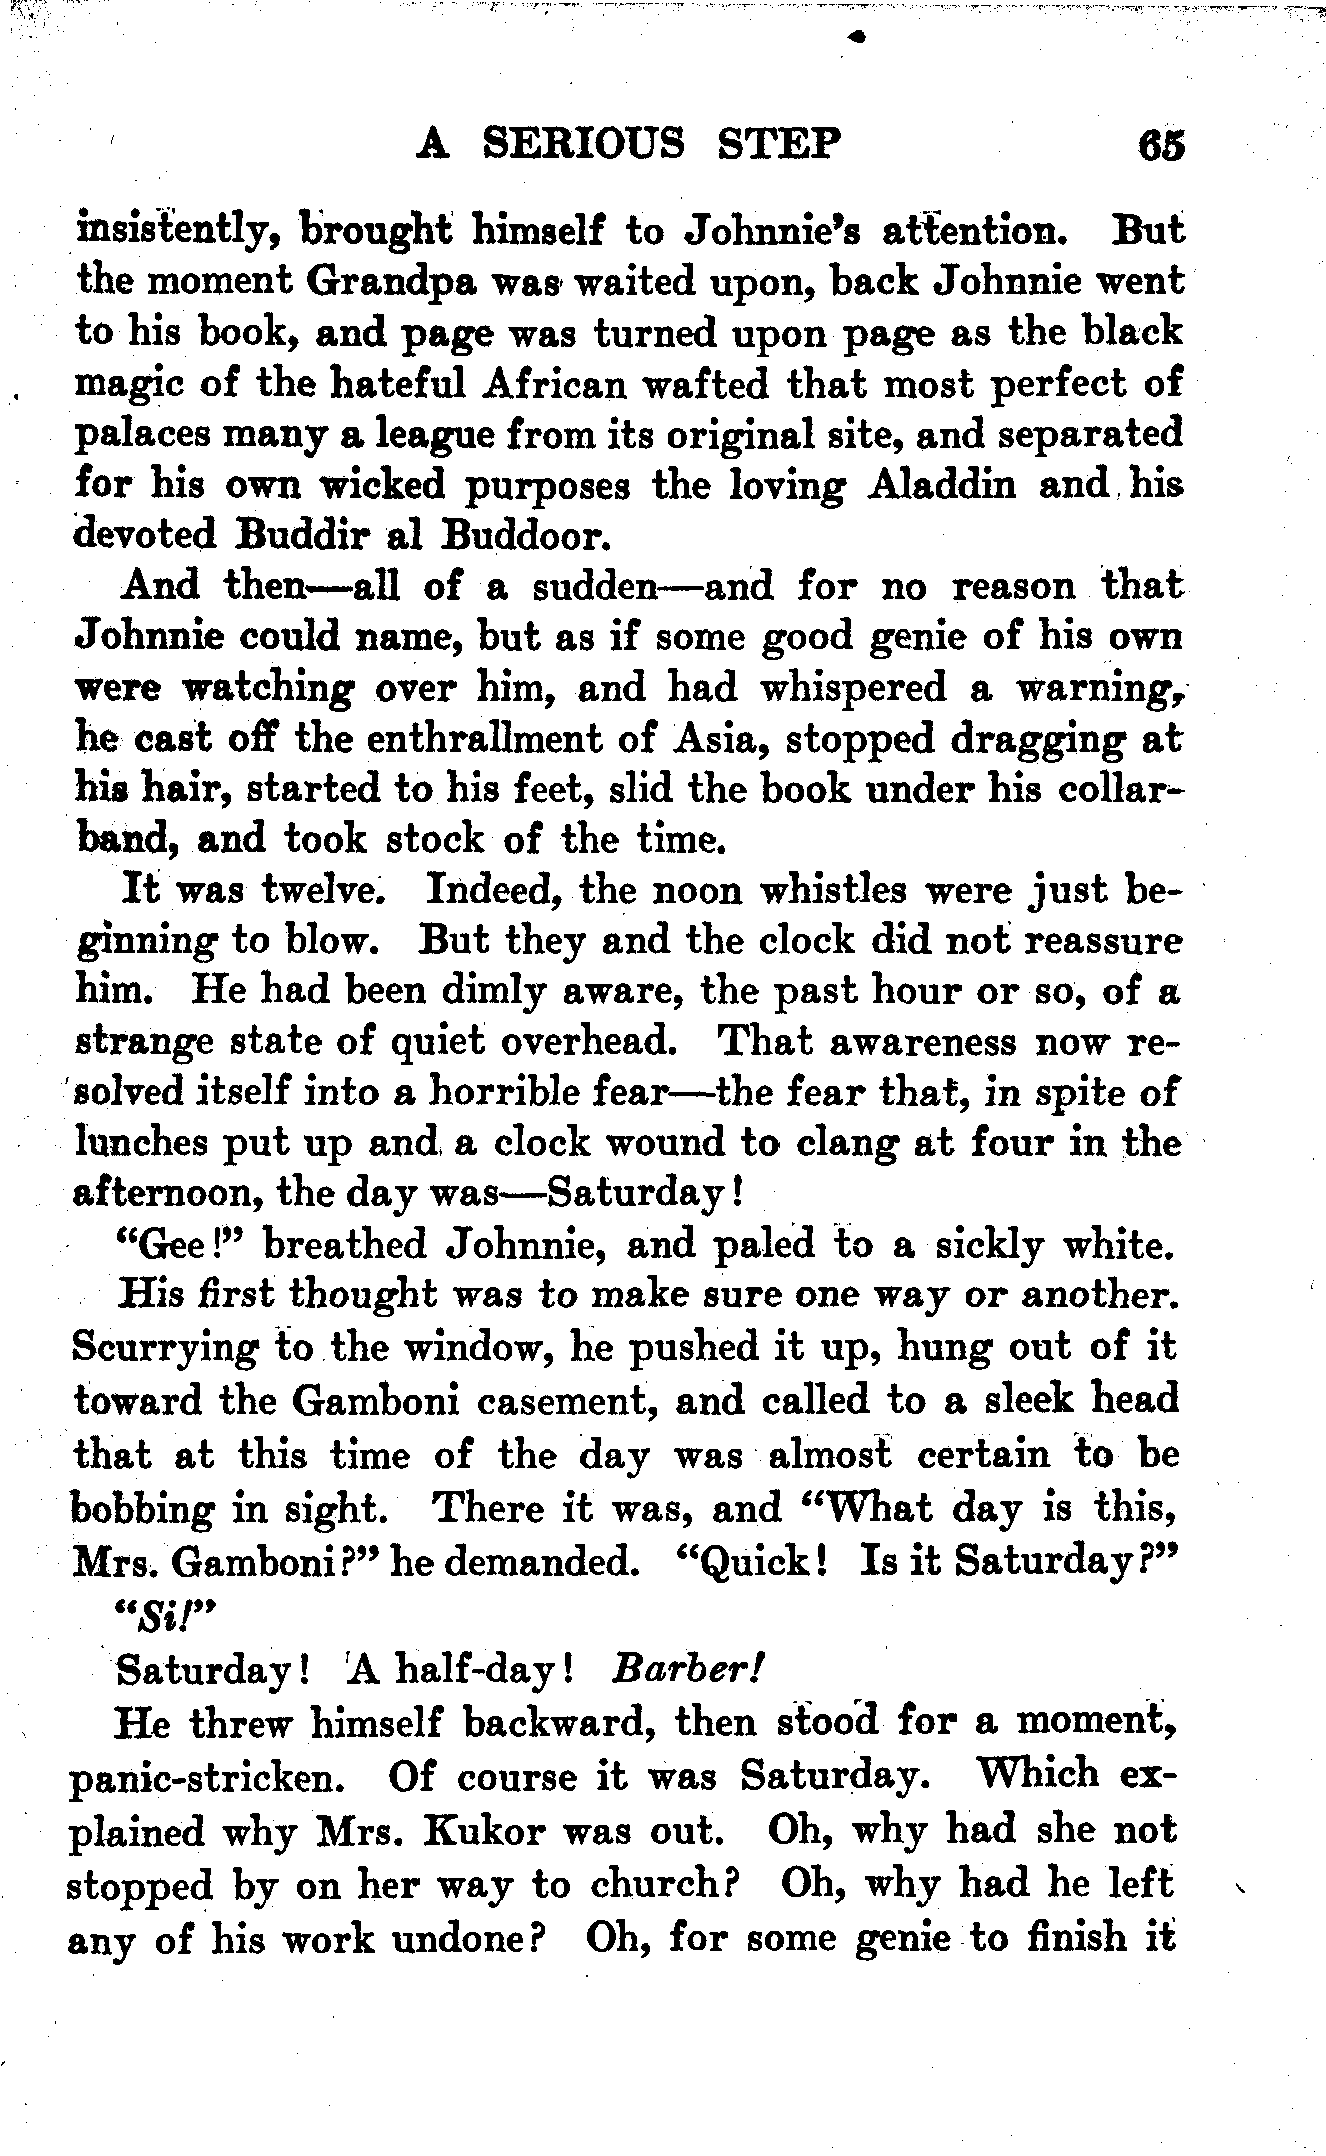 A SERIOUS STEP 65
insistently, brought himself to Johnnie's attention. But
the moment Grandpa was waited upon, back Johnnie went
to his book, and page was turned upon page as the black
magic of the hateful African wafted that most perfect of
palaces many a league from its original site, and separated
for his own wicked purposes the loving Aladdin and his
devoted Buddir al Buddoor.
And then—all of a sudden—and for no reason that
Johnnie could name, but as if some good genie of his own
were watching over him, and had whispered a warning,
he cast off the enthrallment of Asia, stopped dragging at
his hair, started to his feet, slid the book under his collar-
band, and took stock of the time.
It was twelve. Indeed, the noon whistles were just be-
ginning to blow. But they and the clock did not reassure
him. He had been dimly aware, the past hour or so, of a
strange state of quiet overhead. That awareness now re-
solved itself into a horrible fear—the fear that, in spite of
lunches put up and a clock wound to clang at four in the
afternoon, the day was—Saturday!
"Gee!" breathed Johnnie, and paled to a sickly white.
His first thought was to make sure one way or another.
Scurrying to the window, he pushed it up, hung out of it
toward the Gamboni casement, and called to a sleek head
that at this time of the day was almost certain to be
bobbing in sight. There it was, and "What day is this,
Mrs. Gamboni?" he demanded. "Quick! Is it Saturday?"
"Si!"
Saturday! A half-day! Barber!
He threw himself backward, then stood for a moment,
panic-stricken. Of course it was Saturday. Which ex-
plained why Mrs. Kukor was out. Oh, why had she not
stopped by on her way to church? Oh, why had he left
any of his work undone? Oh, for some genie to finish it